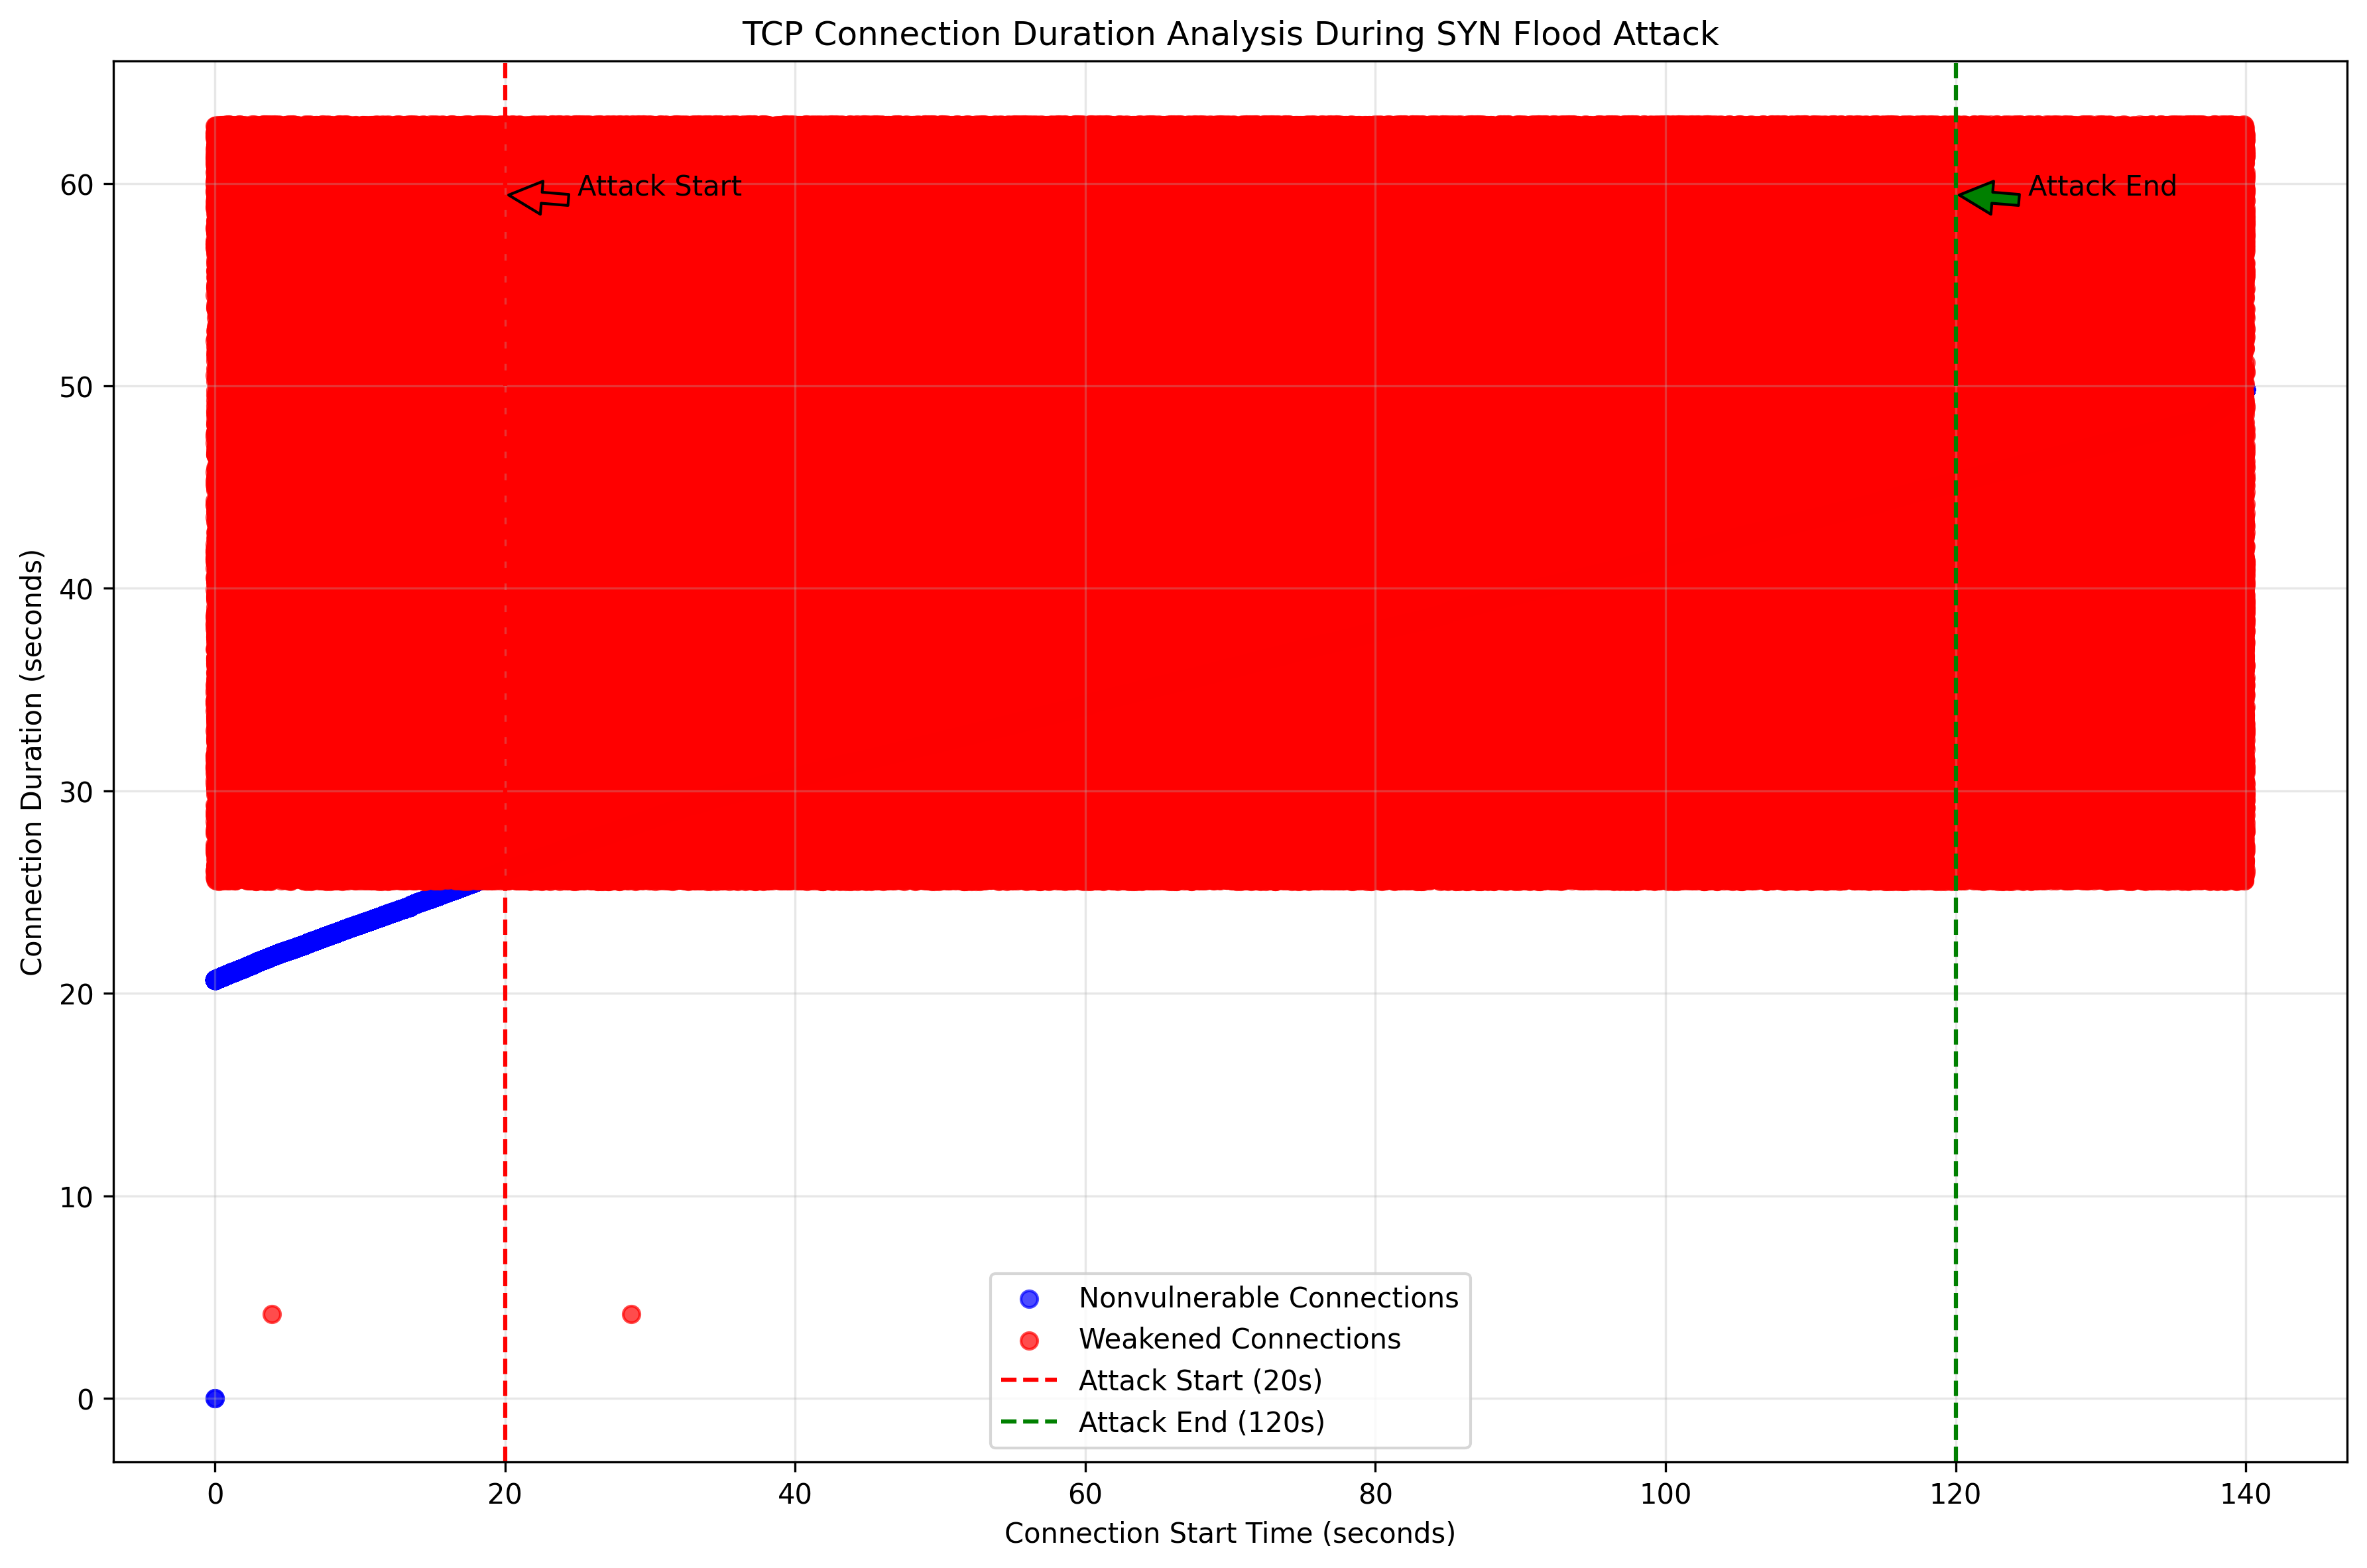 TCP Connection Duration Analysis During SYN Flood Attack
Connection Duration (seconds)
60
50
40
30
20
10
0
Attack Start
Attack End
Nonvulnerable Connections
Weakened Connections
Attack Start (20s)
Attack End (120s)
0
20
40
60
80
100
120
140
Connection Start Time (seconds)